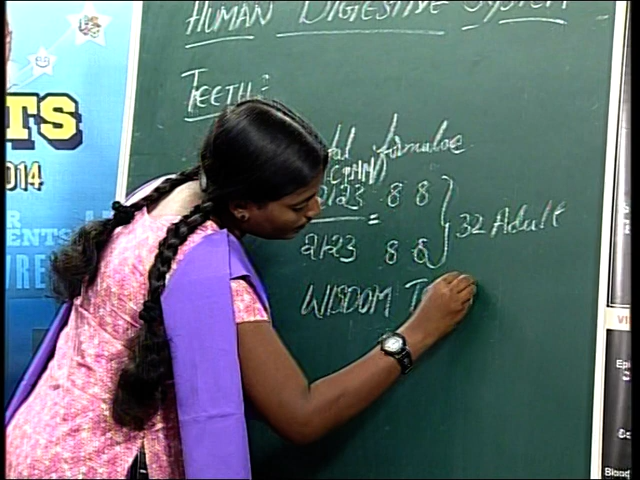 HUMAN DIGESTIVE SYSTEM
TEETH:
formulae
2123 8 8
=
2123 8 8
32 Adult
WISDOM T
TS
2014